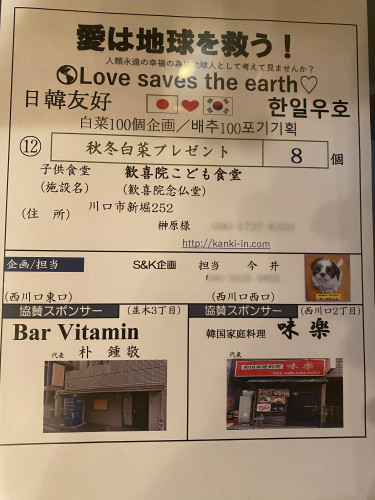 愛は地球を救う！
人類永遠の幸福の為に地球人として考えて見ませんか？
Love saves the earth♡
日韓友好 ❤ 한일우호
白菜100個企画／배추100포기기획
⑫ 秋冬白菜プレゼント 8 個
子供食堂 歓喜院こども食堂
(施設名) (歓喜院念仏堂)
(住 所) 川口市新堀252
榊原様
http://kanki-in.com
企画/担当 S&K企画 担当 今井
(西川口東口) (西川口西口)
協賛スポンサー (並木3丁目) 協賛スポンサー (西川口2丁目)
Bar Vitamin 韓国家庭料理 味楽
代表 朴 鍾敬 代表
韓国家庭料理 味楽